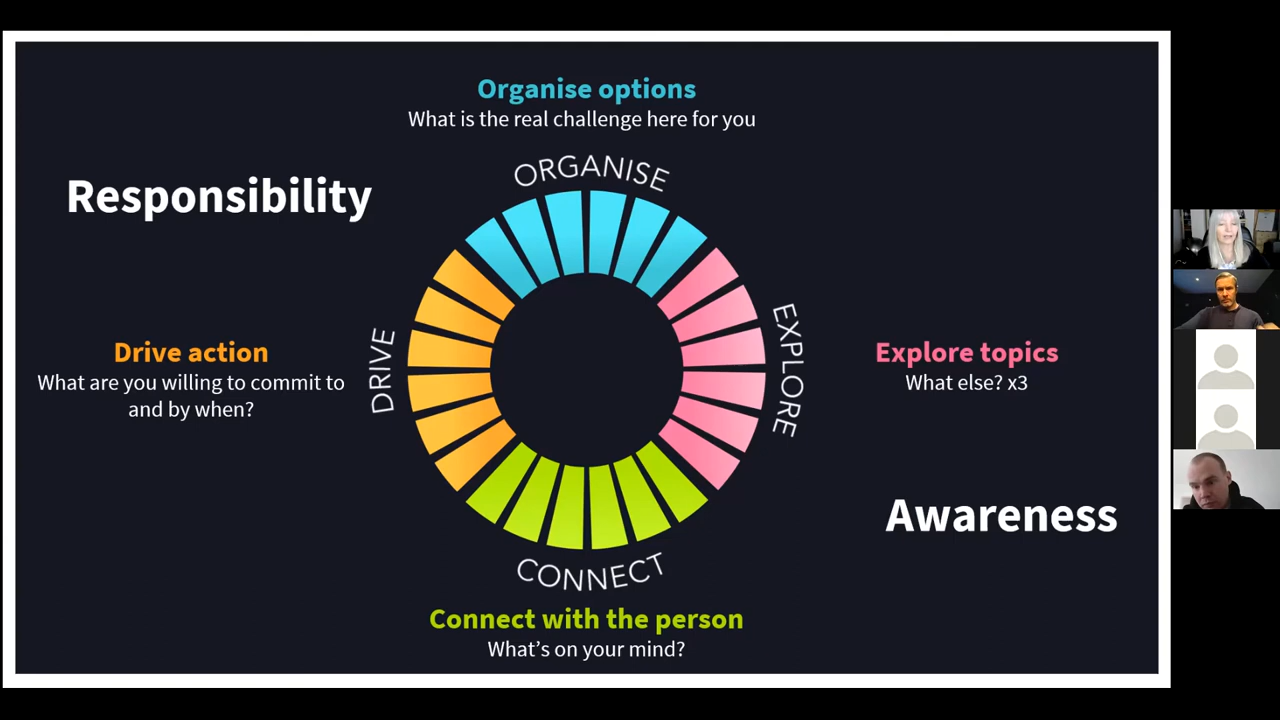 Organise options
What is the real challenge here for you
ORGANISE
Responsibility
Drive action
What are you willing to commit to
and by when?
DRIVE
EXPLORE
Explore topics
What else? x3
Awareness
CONNECT
Connect with the person
What's on your mind?